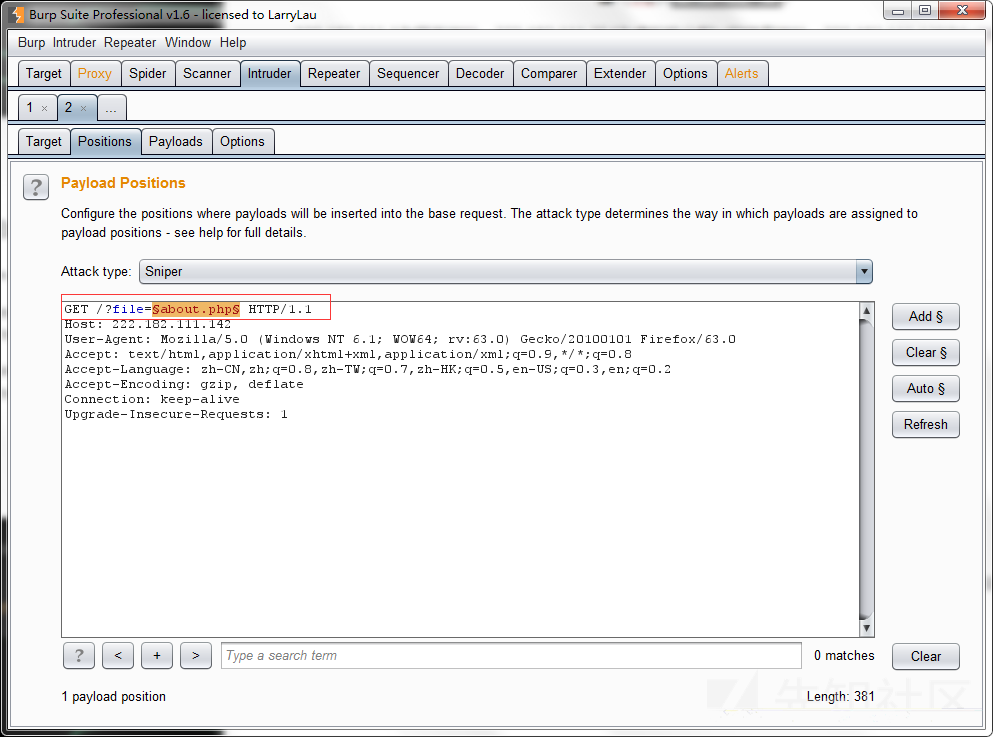 Burp Suite Professional v1.6 - licensed to LarryLau
Burp Intruder Repeater Window Help
Target Proxy Spider Scanner Intruder Repeater Sequencer Decoder Comparer Extender Options Alerts
1 × 2 × ...
Target Positions Payloads Options
? Payload Positions
Configure the positions where payloads will be inserted into the base request. The attack type determines the way in which payloads are assigned to
payload positions - see help for full details.
Attack type: Sniper
GET /?file=§about.php§ HTTP/1.1
Host: 222.182.111.142
User-Agent: Mozilla/5.0 (Windows NT 6.1; WOW64; rv:63.0) Gecko/20100101 Firefox/63.0
Accept: text/html,application/xhtml+xml,application/xml;q=0.9,*/*;q=0.8
Accept-Language: zh-CN,zh;q=0.8,zh-TW;q=0.7,zh-HK;q=0.5,en-US;q=0.3,en;q=0.2
Accept-Encoding: gzip, deflate
Connection: keep-alive
Upgrade-Insecure-Requests: 1
Add §
Clear §
Auto §
Refresh
? < + > Type a search term 0 matches Clear
1 payload position Length: 381
先知社区